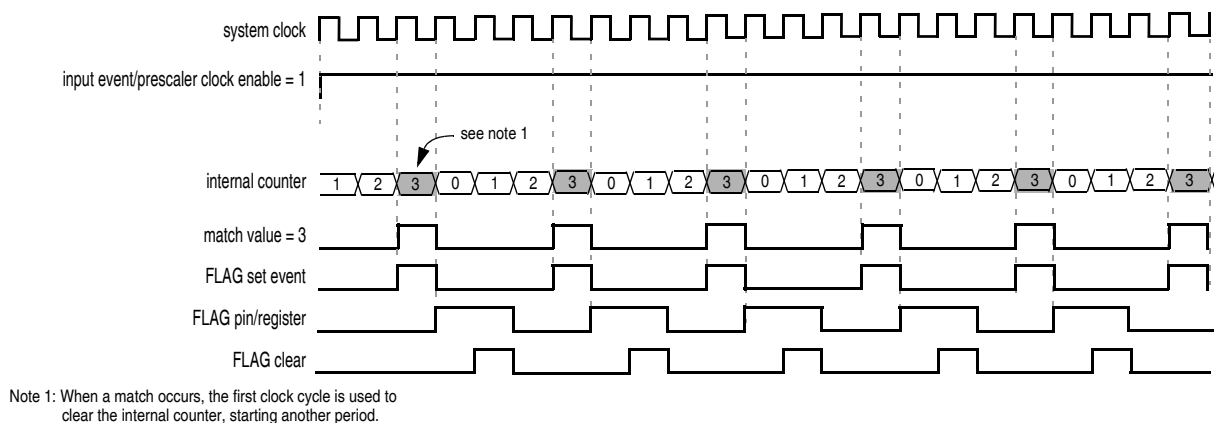 system clock
input event/prescaler clock enable = 1
see note 1
internal counter
1 2 3 0 1 2 3 0 1 2 3 0 1 2 3 0 1 2 3 0 1 2 3
match value = 3
FLAG set event
FLAG pin/register
FLAG clear
Note 1: When a match occurs, the first clock cycle is used to
clear the internal counter, starting another period.